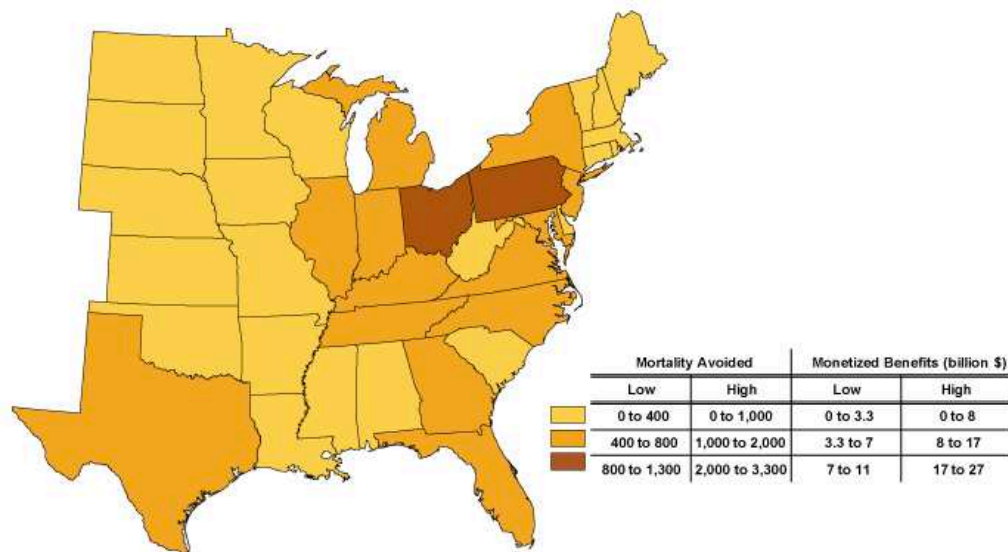 Mortality Avoided Monetized Benefits (billion $)
Low High Low High
0 to 400 0 to 1,000 0 to 3.3 0 to 8
400 to 800 1,000 to 2,000 3.3 to 7 8 to 17
800 to 1,300 2,000 to 3,300 7 to 11 17 to 27